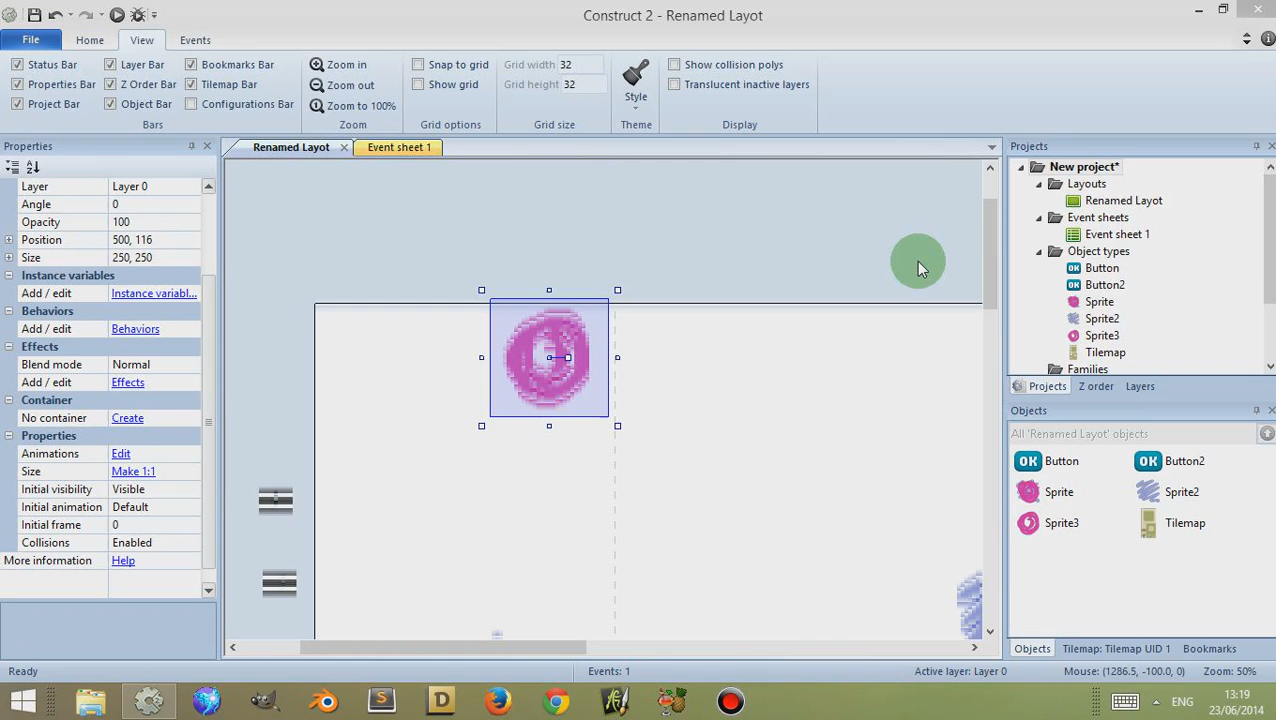 Construct 2 - Renamed Layot
File Home View Events
Status Bar Layer Bar Bookmarks Bar Zoom in Snap to grid Grid width 32 Show collision polys
Properties Bar Z Order Bar Tilemap Bar Zoom out Show grid Grid height 32 Translucent inactive layers
Project Bar Object Bar Configurations Bar Zoom to 100% Style
Bars Zoom Grid options Grid size Theme Display
Properties Renamed Layot Event sheet 1 Projects
New project*
Layer Layer 0 Layouts
Angle 0 Renamed Layot
Opacity 100 Event sheets
Position 500, 116 Event sheet 1
Size 250, 250 Object types
Instance variables OK Button
Add / edit Instance variabl... OK Button2
Behaviors Sprite
Add / edit Behaviors Sprite2
Effects Sprite3
Blend mode Normal Tilemap
Add / edit Effects Families
Container Projects Z order Layers
No container Create Objects
Properties All 'Renamed Layot' objects
Animations Edit OK Button OK Button2
Size Make 1:1
Initial visibility Visible Sprite Sprite2
Initial animation Default
Initial frame 0 Sprite3 Tilemap
Collisions Enabled
More information Help
Objects Tilemap: Tilemap UID 1 Bookmarks
Ready Events: 1 Active layer: Layer 0 Mouse: (1286.5, -100.0, 0) Zoom: 50%
S D ENG 13:19
23/06/2014